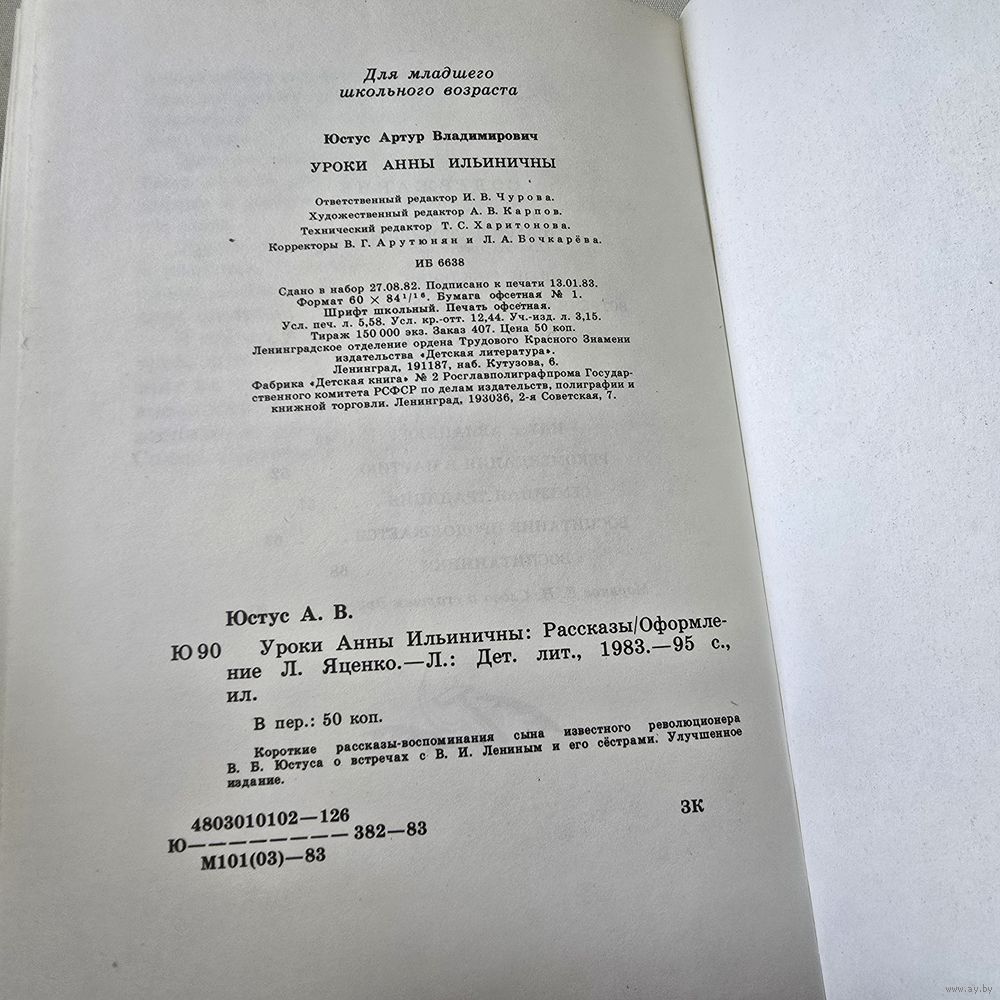 Для младшего
школьного возраста
Юстус Артур Владимирович
УРОКИ АННЫ ИЛЬИНИЧНЫ
Ответственный редактор И. В. Чурова.
Художественный редактор А. В. Карпов.
Технический редактор Т. С. Харитонова.
Корректоры В. Г. Арутюнян и Л. А. Бочкарёва.
ИБ 6638
Сдано в набор 27.08.82. Подписано к печати 13.01.83.
Формат 60 × 84¹/¹⁶. Бумага офсетная № 1.
Шрифт школьный. Печать офсетная.
Усл. печ. л. 5,58. Усл. кр.-отт. 12,44. Уч.-изд. л. 3,15.
Тираж 150 000 экз. Заказ 407. Цена 50 коп.
Ленинградское отделение ордена Трудового Красного Знамени
издательства «Детская литература».
Ленинград, 191187, наб. Кутузова, 6.
Фабрика «Детская книга» № 2 Росглавполиграфпрома Государ-
ственного комитета РСФСР по делам издательств, полиграфии и
книжной торговли. Ленинград, 193036, 2-я Советская, 7.
Юстус А. В.
Ю 90 Уроки Анны Ильиничны: Рассказы/Оформле-
ние Л. Яценко.—Л.: Дет. лит., 1983.—95 с.,
ил.
В пер.: 50 коп.
Короткие рассказы-воспоминания сына известного революционера
В. Б. Юстуса о встречах с В. И. Лениным и его сёстрами. Улучшенное
издание.
4803010102—126
Ю———————— 382—83
М101(03)—83
ЗК
www.ay.by